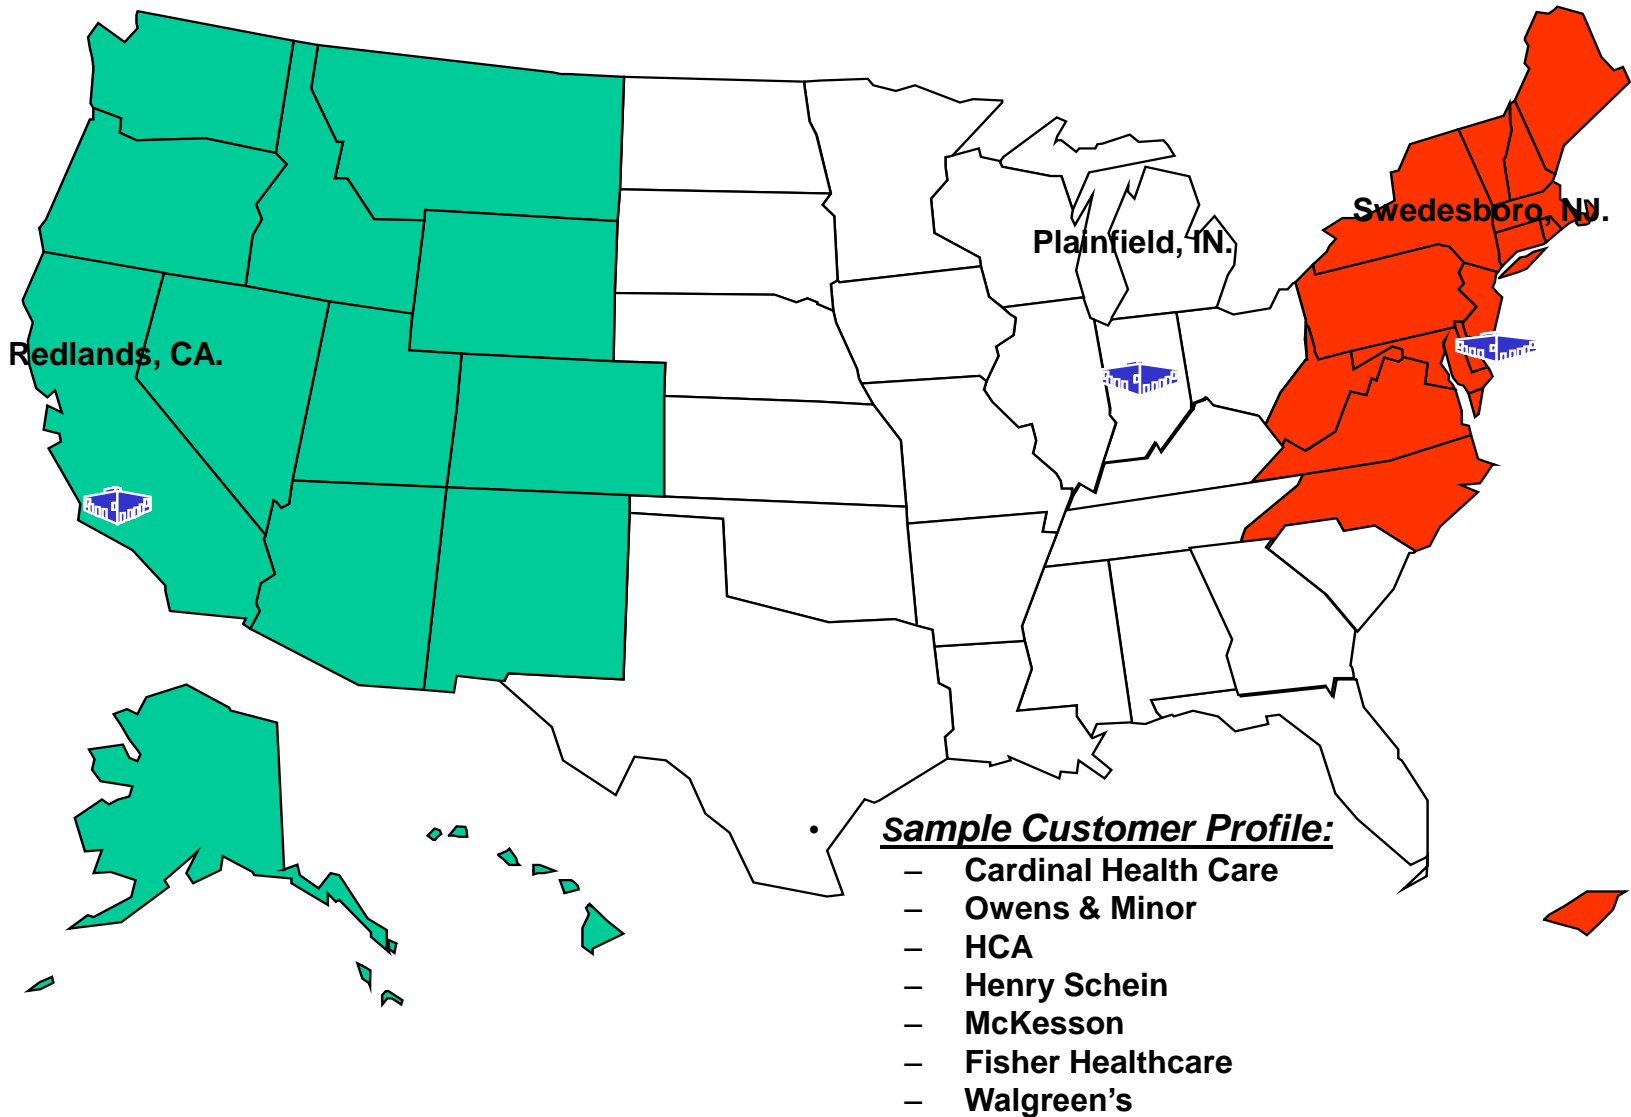 Swedesboro, NJ.
Plainfield, IN.
Redlands, CA.
• Sample Customer Profile:
– Cardinal Health Care
– Owens & Minor
– HCA
– Henry Schein
– McKesson
– Fisher Healthcare
– Walgreen's